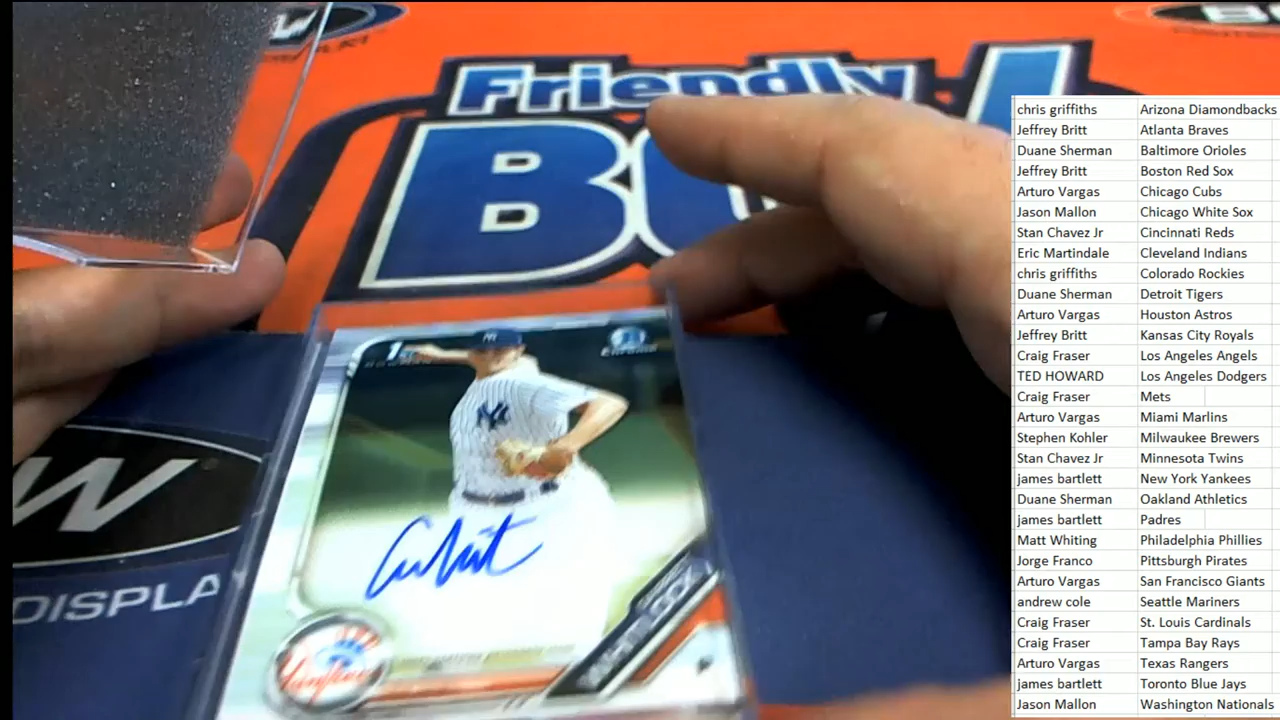 Friendly
W
DISPLA
1st
BOWMAN
CHROME
NY
Yankees
chris griffiths Arizona Diamondbacks
Jeffrey Britt Atlanta Braves
Duane Sherman Baltimore Orioles
Jeffrey Britt Boston Red Sox
Arturo Vargas Chicago Cubs
Jason Mallon Chicago White Sox
Stan Chavez Jr Cincinnati Reds
Eric Martindale Cleveland Indians
chris griffiths Colorado Rockies
Duane Sherman Detroit Tigers
Arturo Vargas Houston Astros
Jeffrey Britt Kansas City Royals
Craig Fraser Los Angeles Angels
TED HOWARD Los Angeles Dodgers
Craig Fraser Mets
Arturo Vargas Miami Marlins
Stephen Kohler Milwaukee Brewers
Stan Chavez Jr Minnesota Twins
james bartlett New York Yankees
Duane Sherman Oakland Athletics
james bartlett Padres
Matt Whiting Philadelphia Phillies
Jorge Franco Pittsburgh Pirates
Arturo Vargas San Francisco Giants
andrew cole Seattle Mariners
Craig Fraser St. Louis Cardinals
Craig Fraser Tampa Bay Rays
Arturo Vargas Texas Rangers
james bartlett Toronto Blue Jays
Jason Mallon Washington Nationals